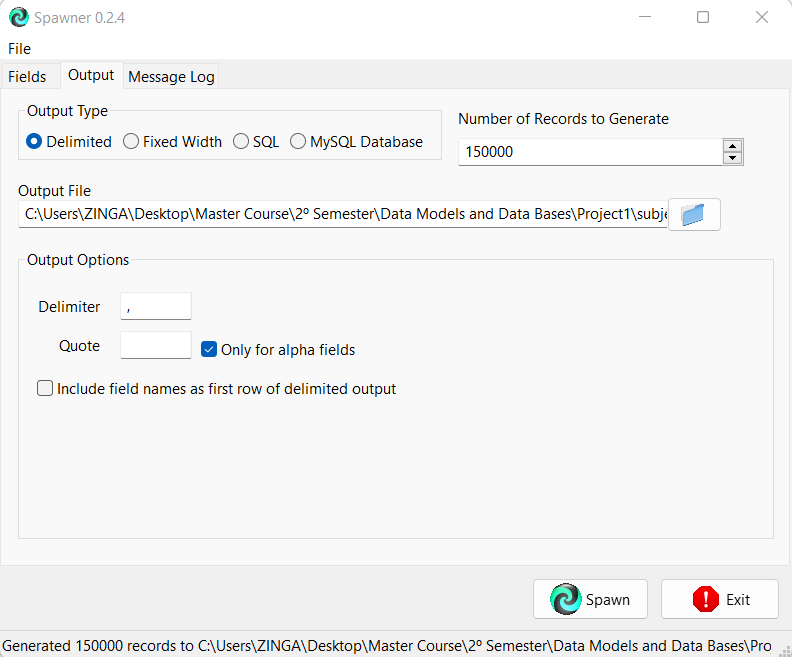 Spawner 0.2.4
File
Fields Output Message Log
Output Type
Delimited Fixed Width SQL MySQL Database
Number of Records to Generate
150000
Output File
C:\Users\ZINGA\Desktop\Master Course\2º Semester\Data Models and Data Bases\Project1\subje
Output Options
Delimiter ,
Quote Only for alpha fields
Include field names as first row of delimited output
Spawn Exit
Generated 150000 records to C:\Users\ZINGA\Desktop\Master Course\2º Semester\Data Models and Data Bases\Pro